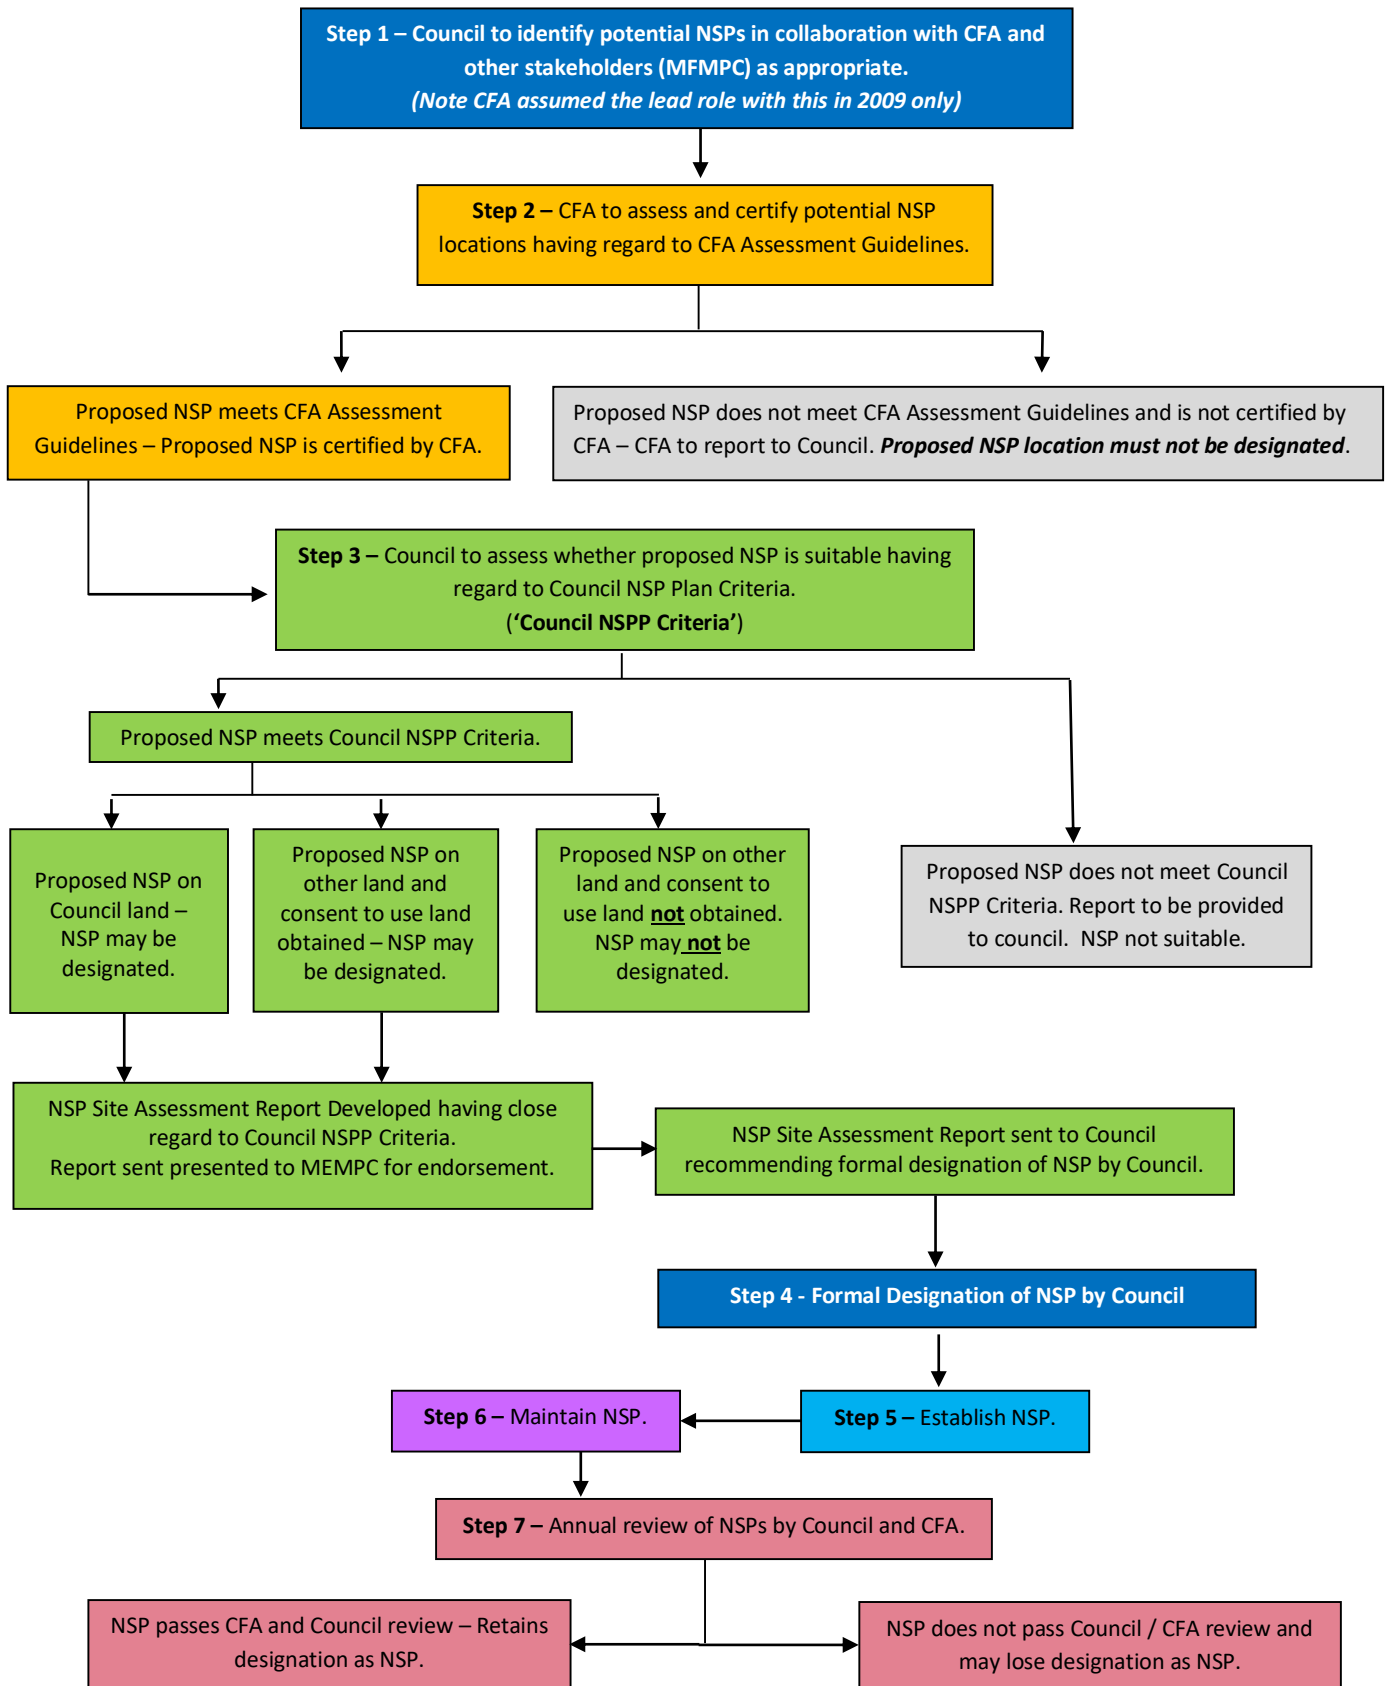 Step 1 – Council to identify potential NSPs in collaboration with CFA and
other stakeholders (MFMPC) as appropriate.
(Note CFA assumed the lead role with this in 2009 only)
Step 2 – CFA to assess and certify potential NSP
locations having regard to CFA Assessment Guidelines.
Proposed NSP meets CFA Assessment
Guidelines – Proposed NSP is certified by CFA.
Proposed NSP does not meet CFA Assessment Guidelines and is not certified by
CFA – CFA to report to Council. Proposed NSP location must not be designated.
Step 3 – Council to assess whether proposed NSP is suitable having
regard to Council NSP Plan Criteria.
(‘Council NSPP Criteria’)
Proposed NSP meets Council NSPP Criteria.
Proposed NSP on
Council land –
NSP may be
designated.
Proposed NSP on
other land and
consent to use land
obtained – NSP may
be designated.
Proposed NSP on other
land and consent to
use land not obtained.
NSP may not be
designated.
Proposed NSP does not meet Council
NSPP Criteria. Report to be provided
to council. NSP not suitable.
NSP Site Assessment Report Developed having close
regard to Council NSPP Criteria.
Report sent presented to MEMPC for endorsement.
NSP Site Assessment Report sent to Council
recommending formal designation of NSP by Council.
Step 4 - Formal Designation of NSP by Council
Step 6 – Maintain NSP.
Step 5 – Establish NSP.
Step 7 – Annual review of NSPs by Council and CFA.
NSP passes CFA and Council review – Retains
designation as NSP.
NSP does not pass Council / CFA review and
may lose designation as NSP.